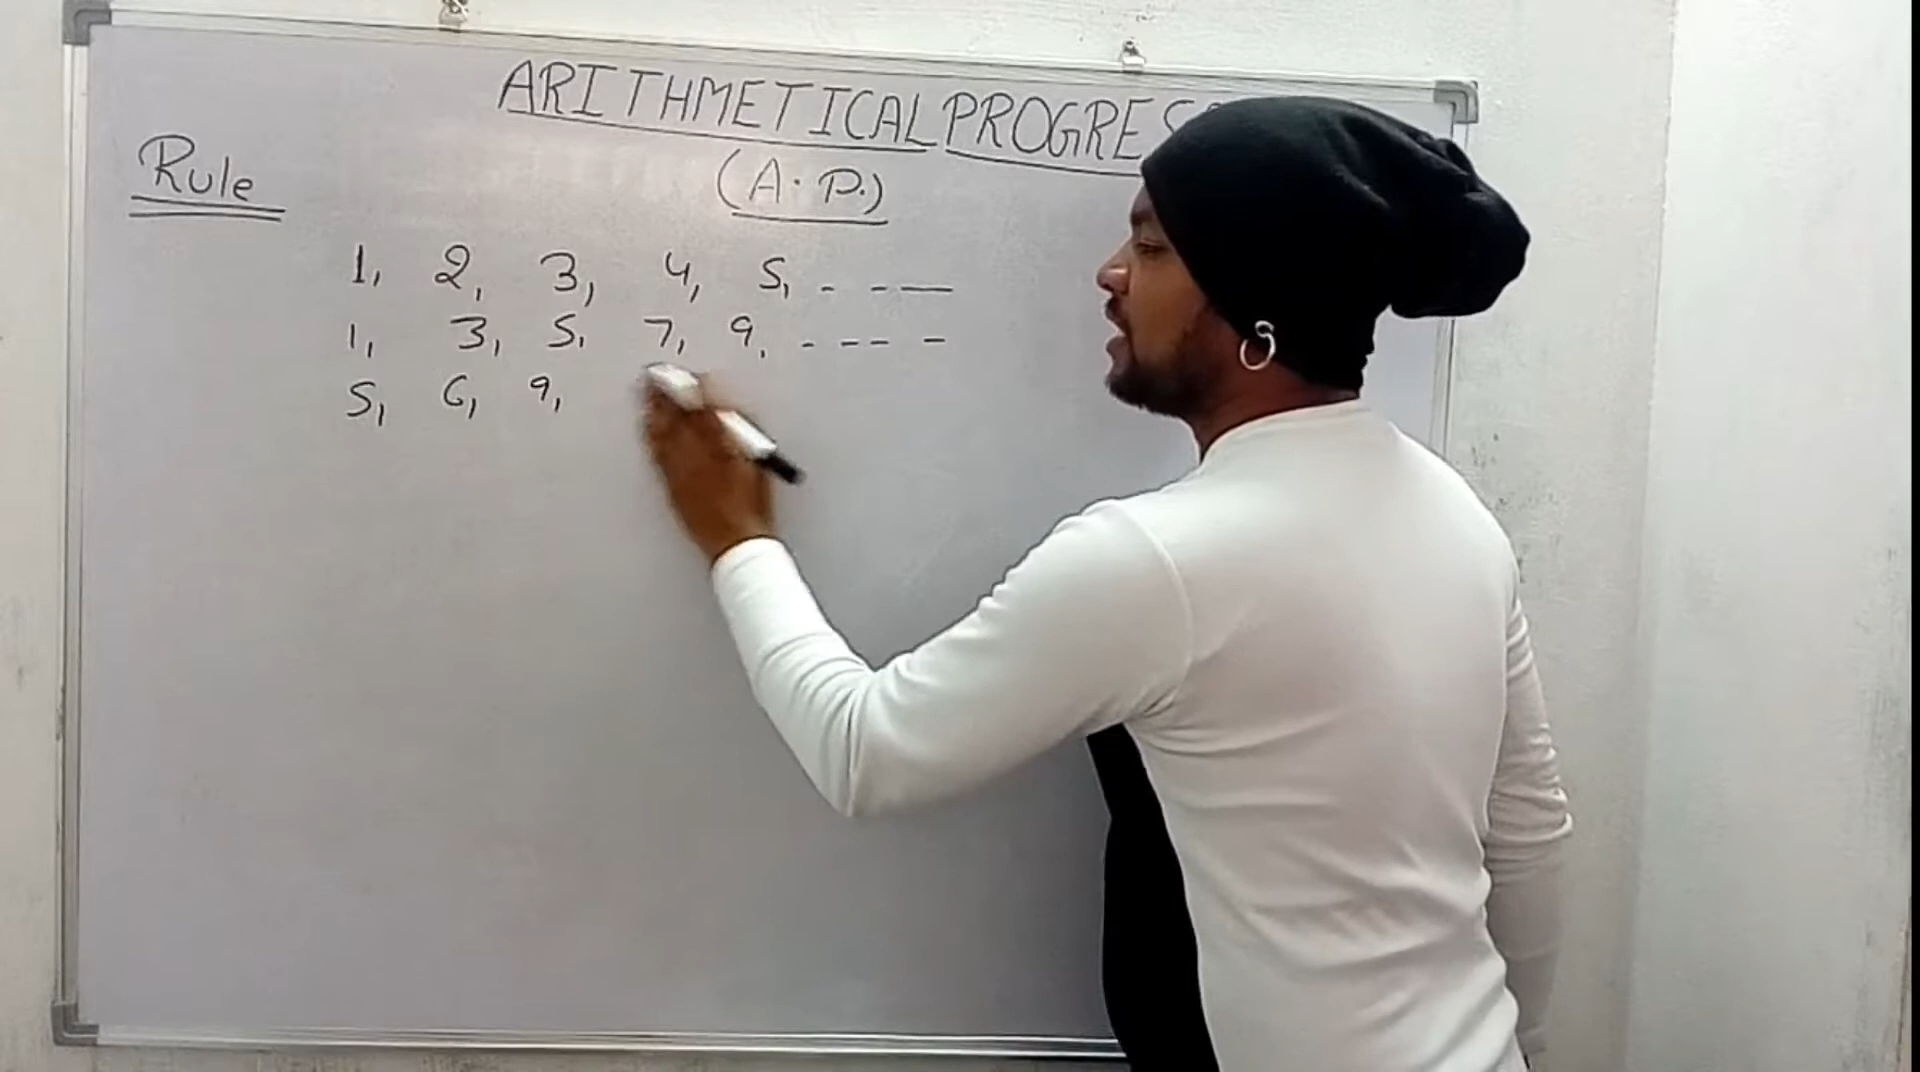 ARITHMETICAL PROGRES
(A.P.)
Rule
1, 2, 3, 4, 5, - - —
1, 3, 5, 7, 9, - - - - -
5, 6, 9,